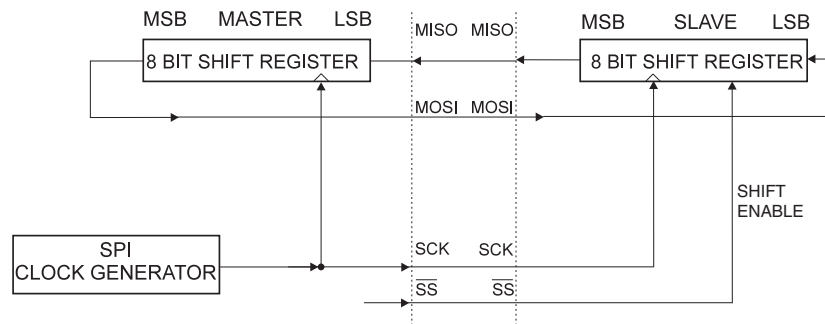 MSB MASTER LSB
MISO MISO
MSB SLAVE LSB
8 BIT SHIFT REGISTER
8 BIT SHIFT REGISTER
MOSI MOSI
SHIFT
ENABLE
SPI
CLOCK GENERATOR
SCK SCK
SS SS